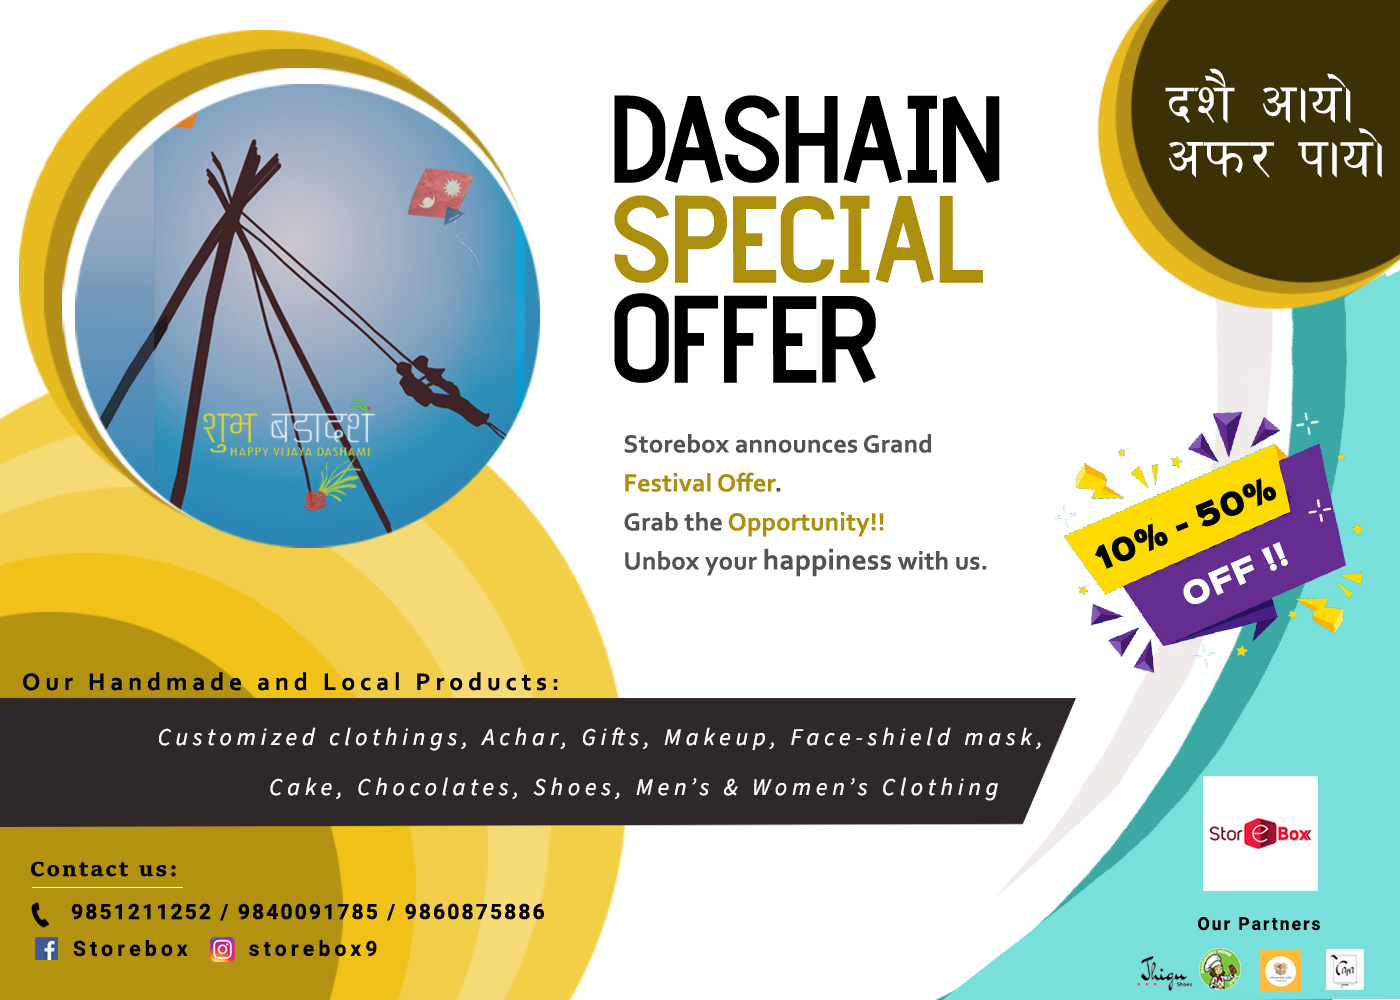 दशै आयो
अफर पायो
DASHAIN
SPECIAL
OFFER
शुभ बडादशै
HAPPY VIJAYA DASHAMI
Storebox announces Grand
Festival Offer.
Grab the Opportunity!!
Unbox your happiness with us.
10% - 50%
OFF !!
Our Handmade and Local Products:
Customized clothings, Achar, Gifts, Makeup, Face-shield mask,
Cake, Chocolates, Shoes, Men’s & Women’s Clothing
StoreBox
Contact us:
9851211252 / 9840091785 / 9860875886
Storebox storebox9
Our Partners
Jhigu
Shoes